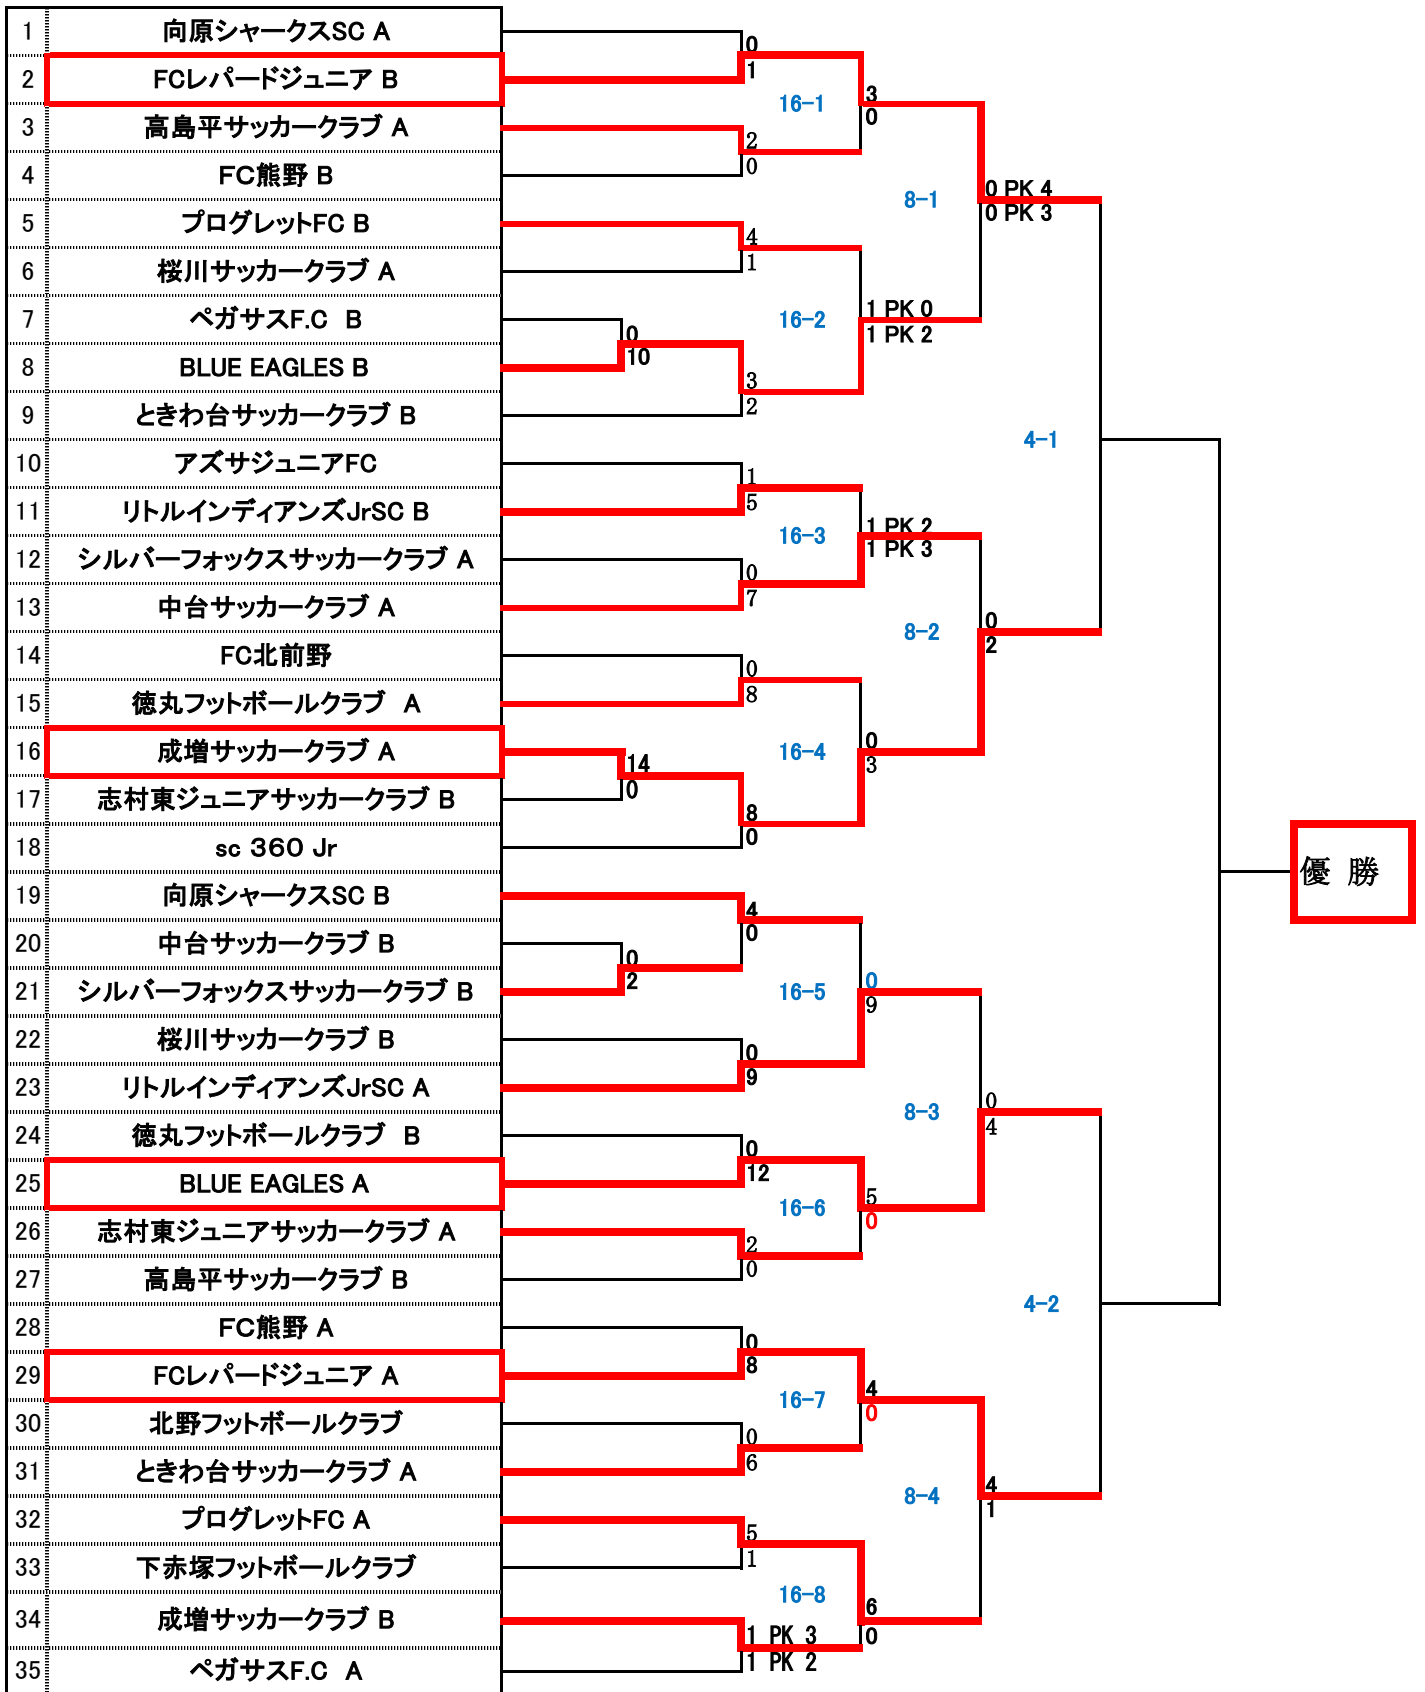 1 向原シャークスSC A
2 FCレパードジュニア B
3 高島平サッカークラブ A
4 FC熊野 B
5 プログレットFC B
6 桜川サッカークラブ A
7 ペガサスF.C B
8 BLUE EAGLES B
9 ときわ台サッカークラブ B
10 アズサジュニアFC
11 リトルインディアンズJrSC B
12 シルバーフォックスサッカークラブ A
13 中台サッカークラブ A
14 FC北前野
15 徳丸フットボールクラブ A
16 成増サッカークラブ A
17 志村東ジュニアサッカークラブ B
18 sc 360 Jr
19 向原シャークスSC B
20 中台サッカークラブ B
21 シルバーフォックスサッカークラブ B
22 桜川サッカークラブ B
23 リトルインディアンズJrSC A
24 徳丸フットボールクラブ B
25 BLUE EAGLES A
26 志村東ジュニアサッカークラブ A
27 高島平サッカークラブ B
28 FC熊野 A
29 FCレパードジュニア A
30 北野フットボールクラブ
31 ときわ台サッカークラブ A
32 プログレットFC A
33 下赤塚フットボールクラブ
34 成増サッカークラブ B
35 ペガサスF.C A
0
10
14
0
0
2
0
1
2
0
4
1
3
2
1
5
0
7
0
8
8
0
4
0
0
9
0
12
2
0
0
8
0
6
5
1
1 PK 3
1 PK 2
16-1
16-2
16-3
16-4
16-5
16-6
16-7
16-8
3
0
1 PK 0
1 PK 2
1 PK 2
1 PK 3
0
3
0
9
5
0
4
0
6
0
8-1
8-2
8-3
8-4
0 PK 4
0 PK 3
0
2
0
4
4
1
4-1
4-2
優 勝